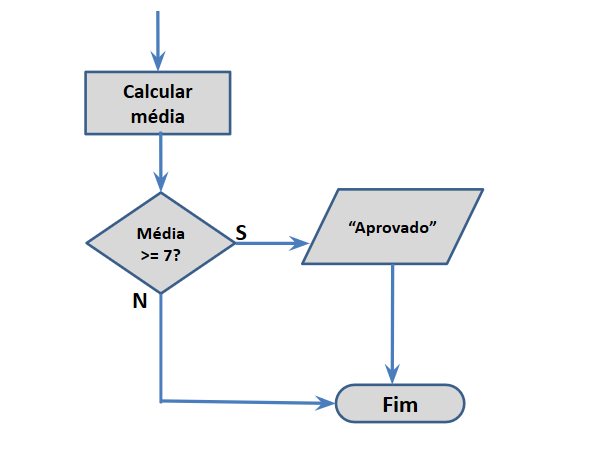 Calcular
média
Média
>= 7?
S
“Aprovado”
N
Fim